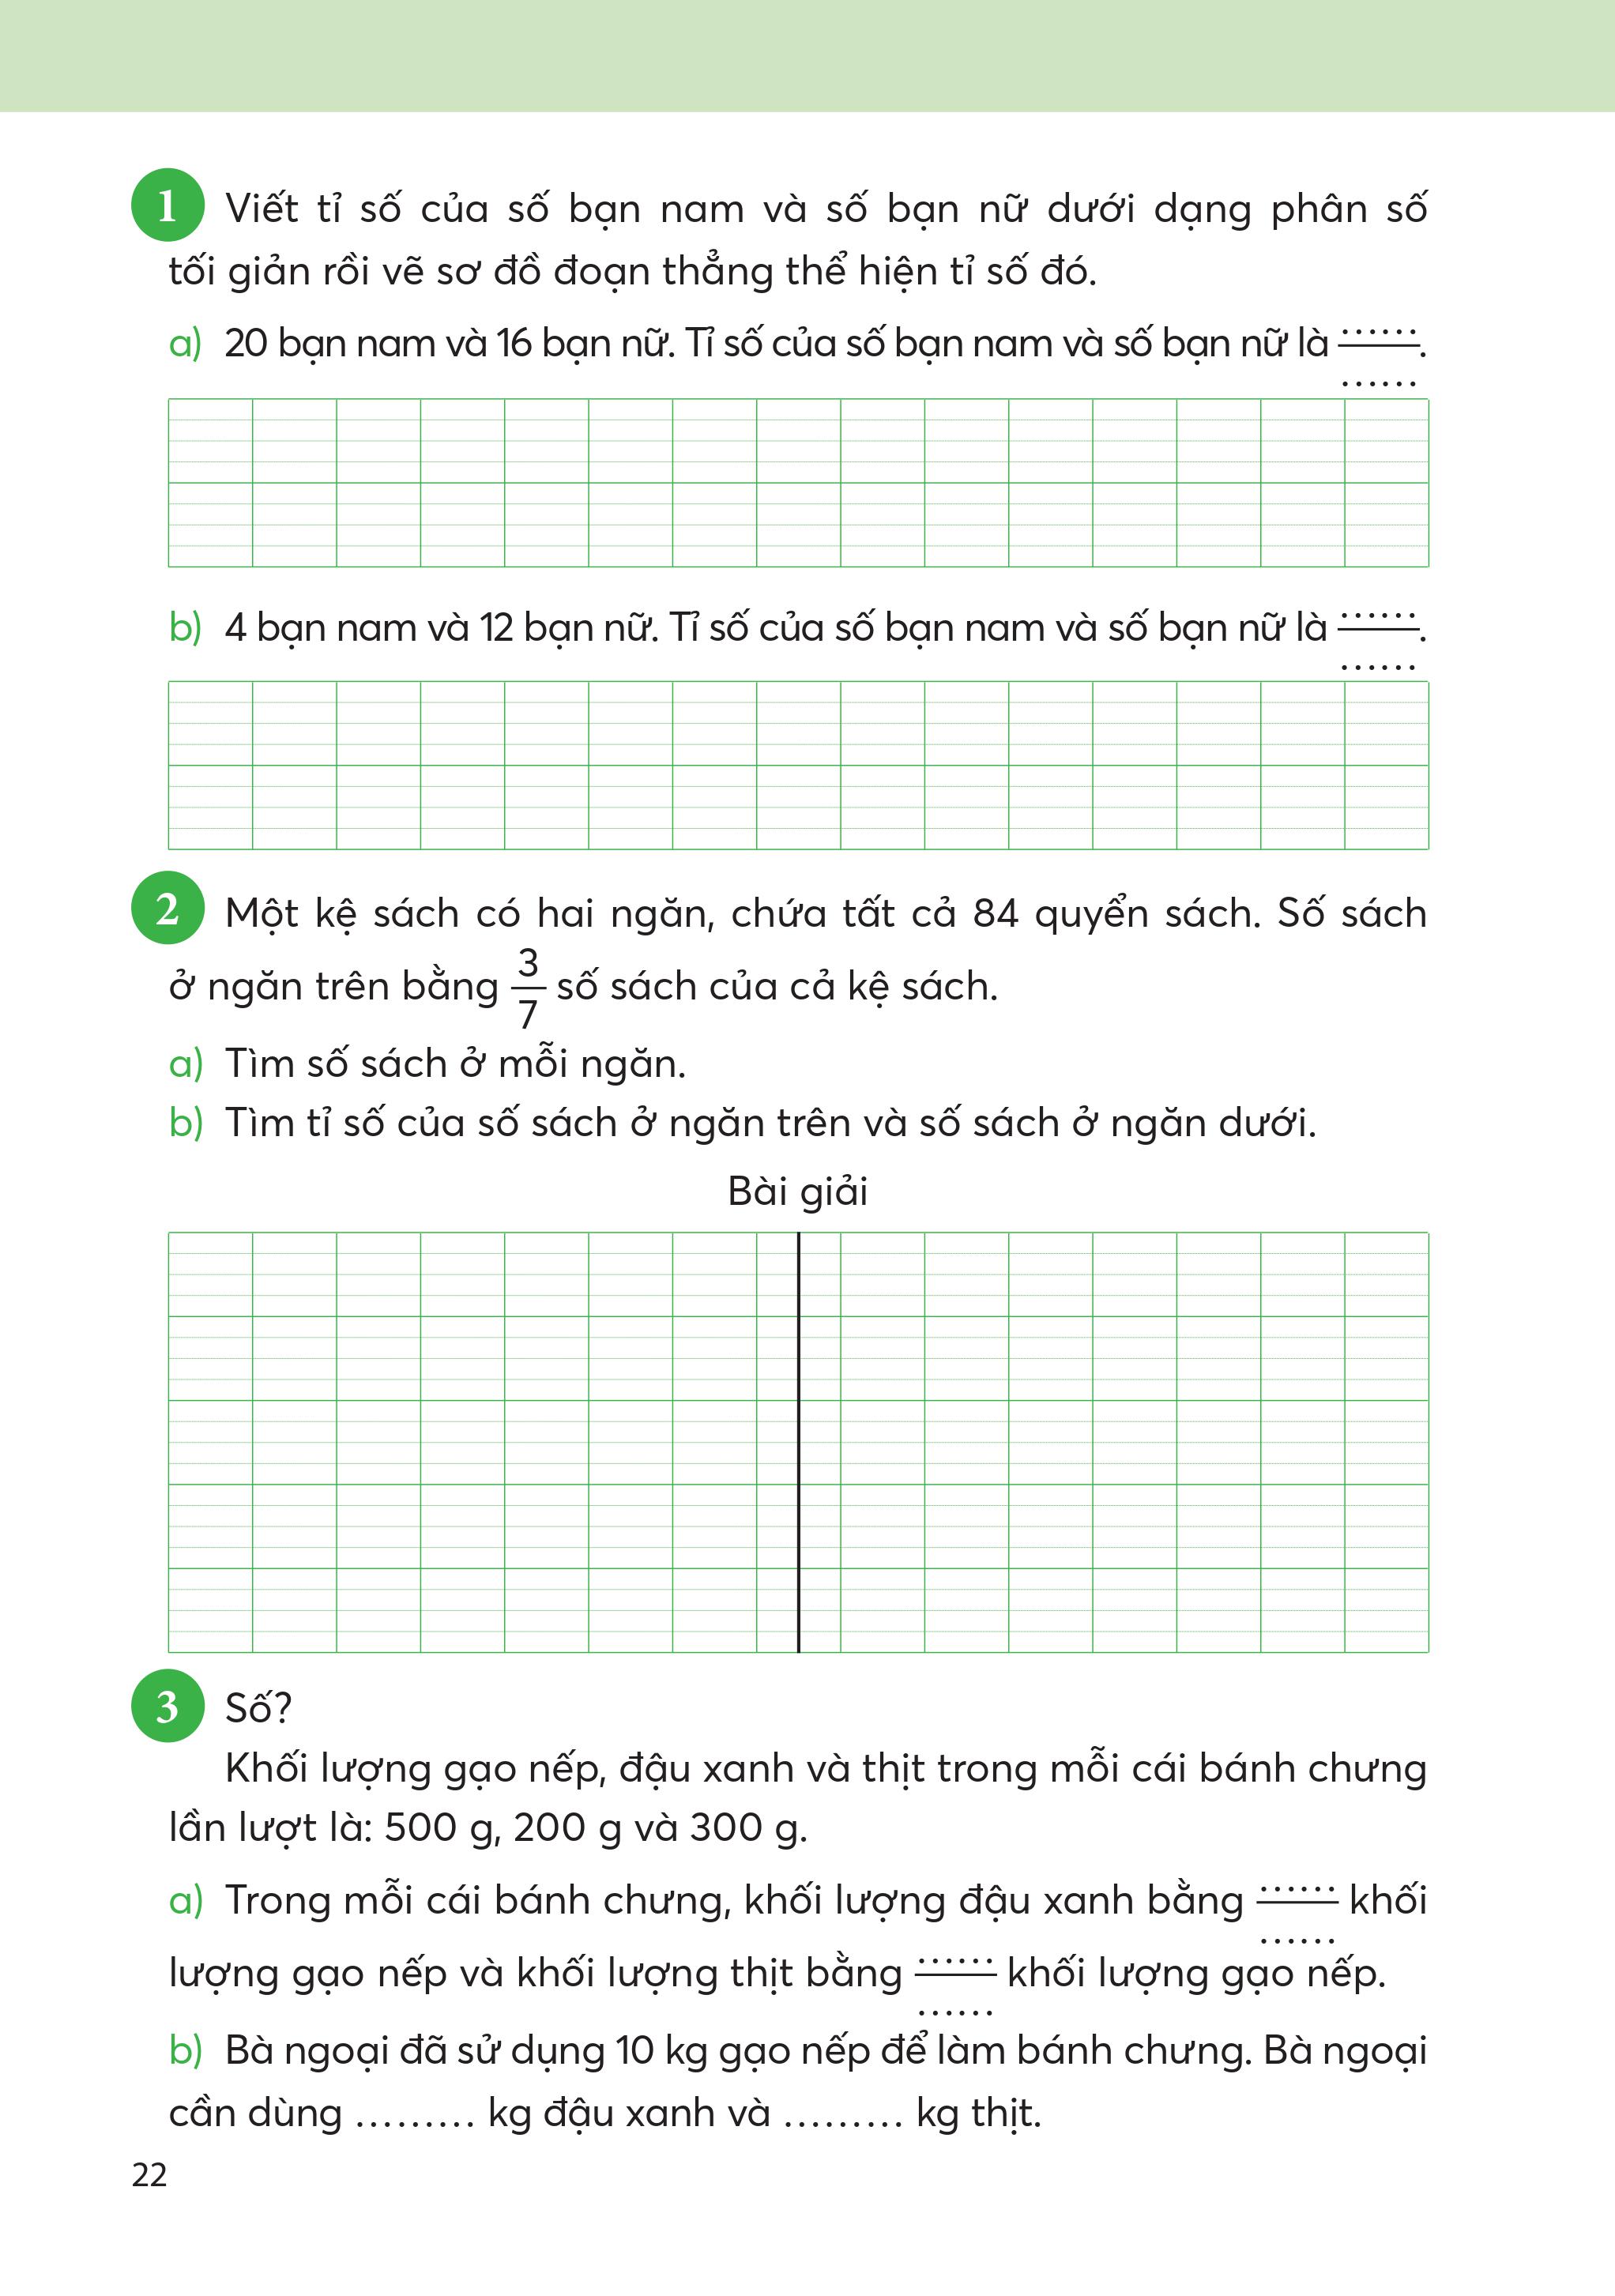 1 Viết tỉ số của số bạn nam và số bạn nữ dưới dạng phân số
tối giản rồi vẽ sơ đồ đoạn thẳng thể hiện tỉ số đó.
a) 20 bạn nam và 16 bạn nữ. Tỉ số của số bạn nam và số bạn nữ là ......
.
......
b) 4 bạn nam và 12 bạn nữ. Tỉ số của số bạn nam và số bạn nữ là ......
.
......
2 Một kệ sách có hai ngăn, chứa tất cả 84 quyển sách. Số sách
ở ngăn trên bằng 3/7 số sách của cả kệ sách.
a) Tìm số sách ở mỗi ngăn.
b) Tìm tỉ số của số sách ở ngăn trên và số sách ở ngăn dưới.
Bài giải
3 Số?
Khối lượng gạo nếp, đậu xanh và thịt trong mỗi cái bánh chưng
lần lượt là: 500 g, 200 g và 300 g.
a) Trong mỗi cái bánh chưng, khối lượng đậu xanh bằng ....../...... khối
lượng gạo nếp và khối lượng thịt bằng ....../...... khối lượng gạo nếp.
b) Bà ngoại đã sử dụng 10 kg gạo nếp để làm bánh chưng. Bà ngoại
cần dùng ......... kg đậu xanh và ......... kg thịt.
22